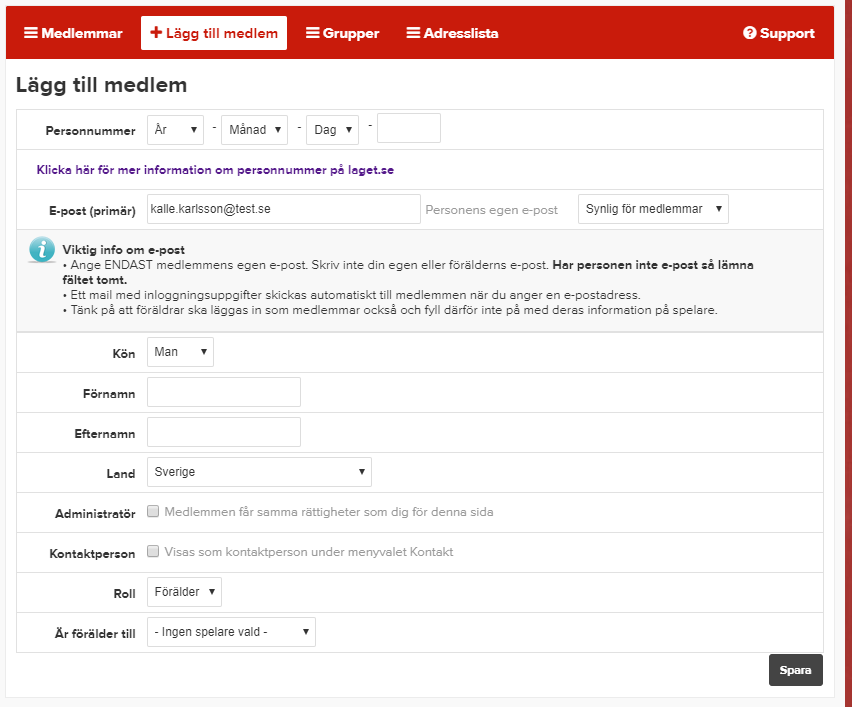 Medlemmar Lägg till medlem Grupper Adresslista Support
Lägg till medlem
Personnummer År - Månad - Dag -
Klicka här för mer information om personnummer på laget.se
E-post (primär) kalle.karlsson@test.se Personens egen e-post Synlig för medlemmar
Viktig info om e-post
• Ange ENDAST medlemmens egen e-post. Skriv inte din egen eller förälderns e-post. Har personen inte e-post så lämna
fältet tomt.
• Ett mail med inloggningsuppgifter skickas automatiskt till medlemmen när du anger en e-postadress.
• Tänk på att föräldrar ska läggas in som medlemmar också och fyll därför inte på med deras information på spelare.
Kön Man
Förnamn
Efternamn
Land Sverige
Administratör Medlemmen får samma rättigheter som dig för denna sida
Kontaktperson Visas som kontaktperson under menyvalet Kontakt
Roll Förälder
Är förälder till - Ingen spelare vald -
Spara